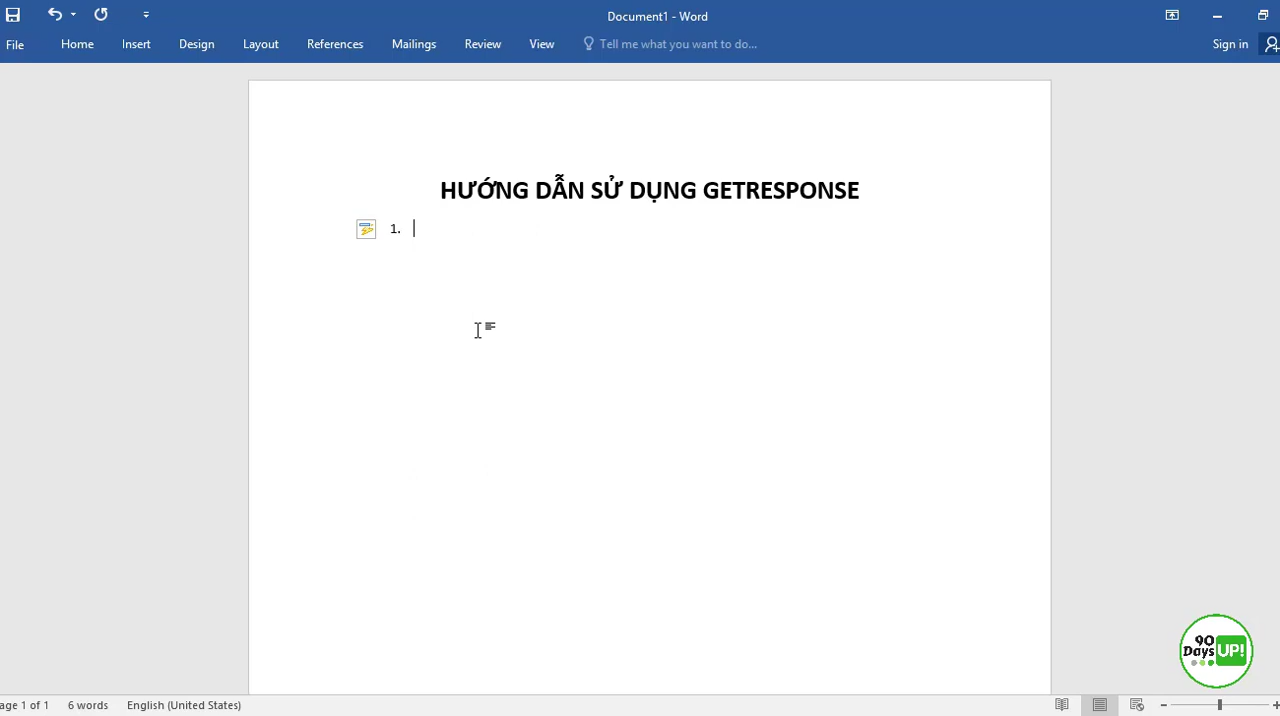 Document1 - Word
File Home Insert Design Layout References Mailings Review View Tell me what you want to do... Sign in
HƯỚNG DẪN SỬ DỤNG GETRESPONSE
1.
90
Days UP!
age 1 of 1 6 words English (United States)